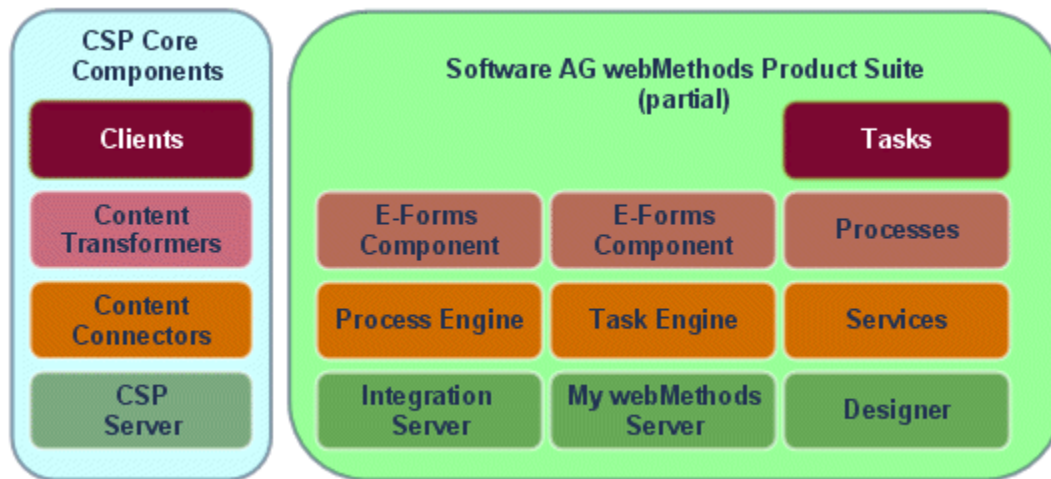 CSP Core
Components
Clients
Content
Transformers
Content
Connectors
CSP
Server
Software AG webMethods Product Suite
(partial)
Tasks
E-Forms
Component
E-Forms
Component
Processes
Process Engine
Task Engine
Services
Integration
Server
My webMethods
Server
Designer